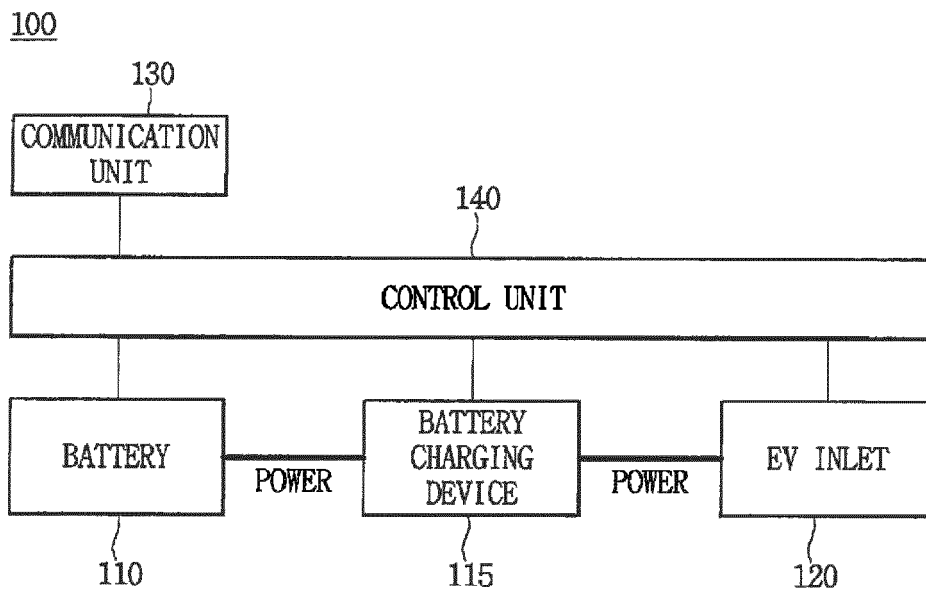 100
130
COMMUNICATION
UNIT
140
CONTROL UNIT
BATTERY
POWER
BATTERY
CHARGING
DEVICE
POWER
EV INLET
110
115
120